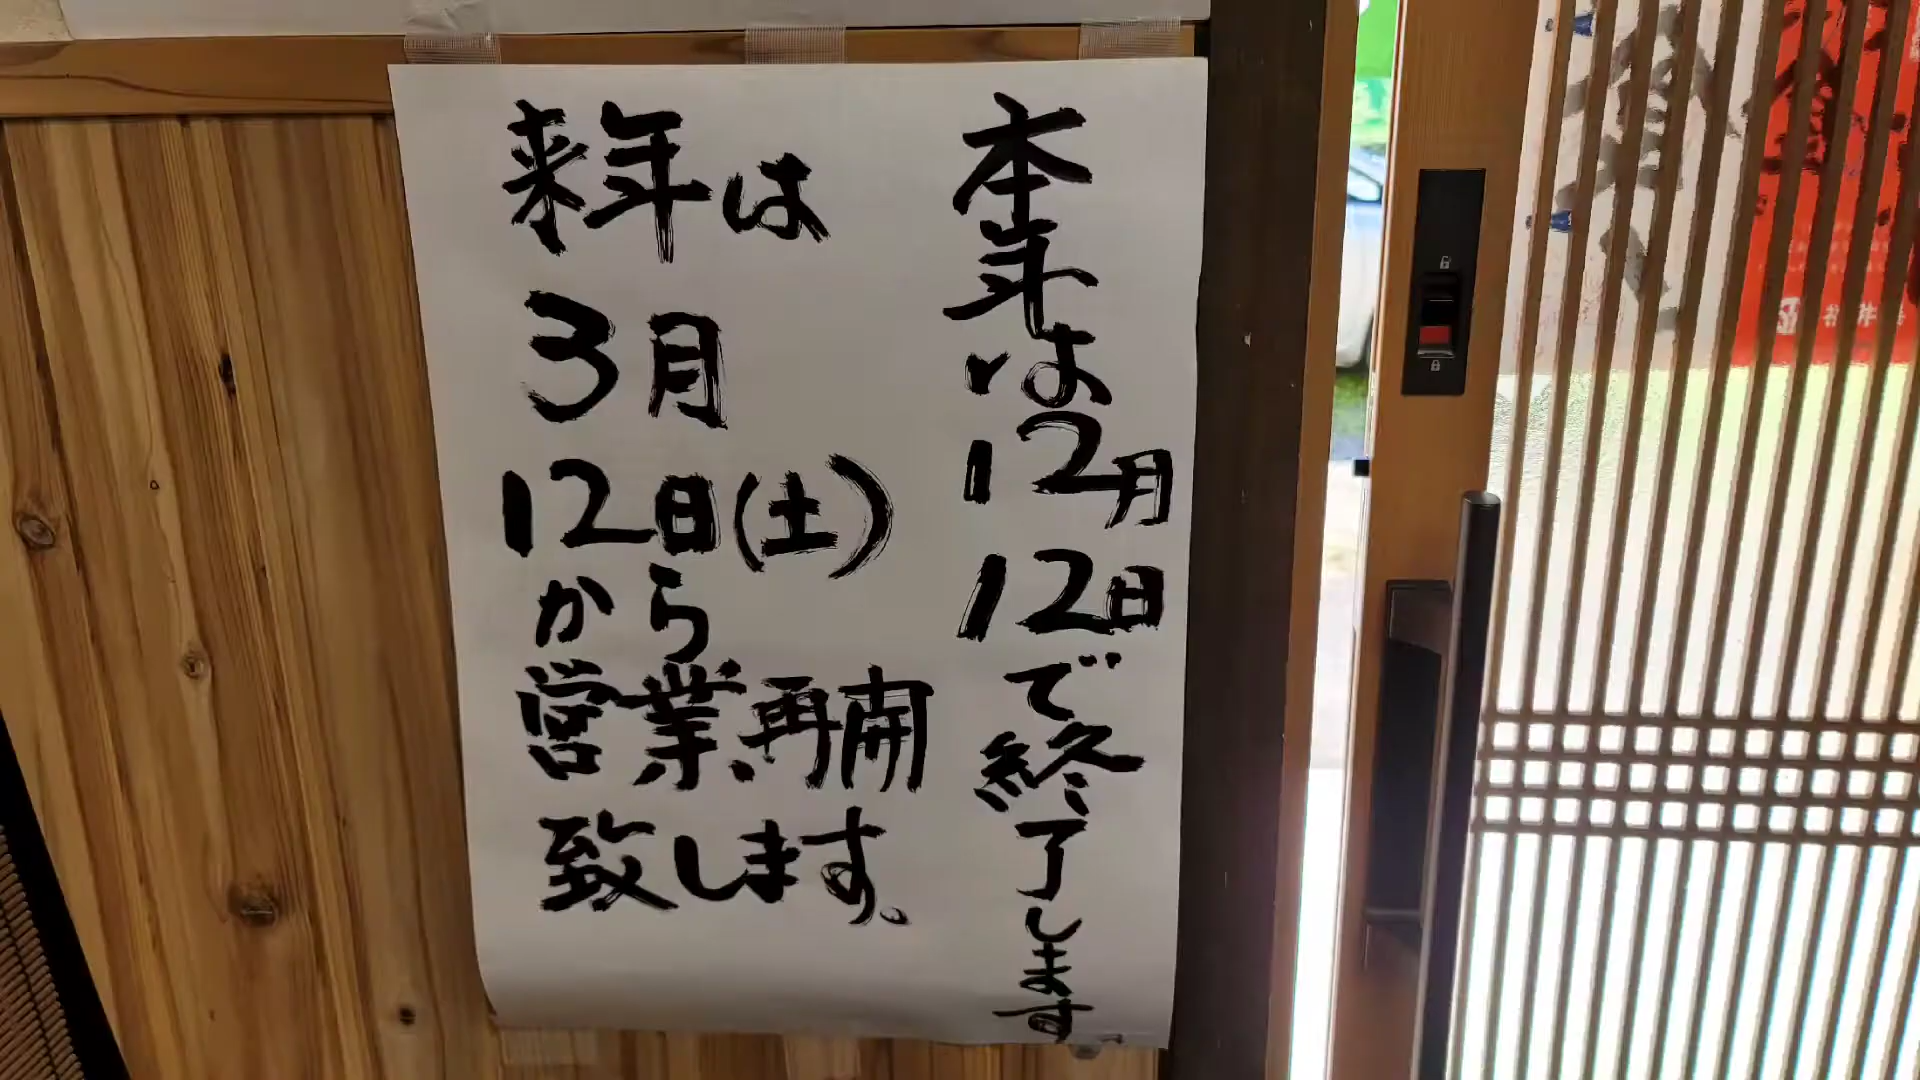 本年は12月12日で終了します
来年は
3月
12日(土)
から
営業再開
致します。